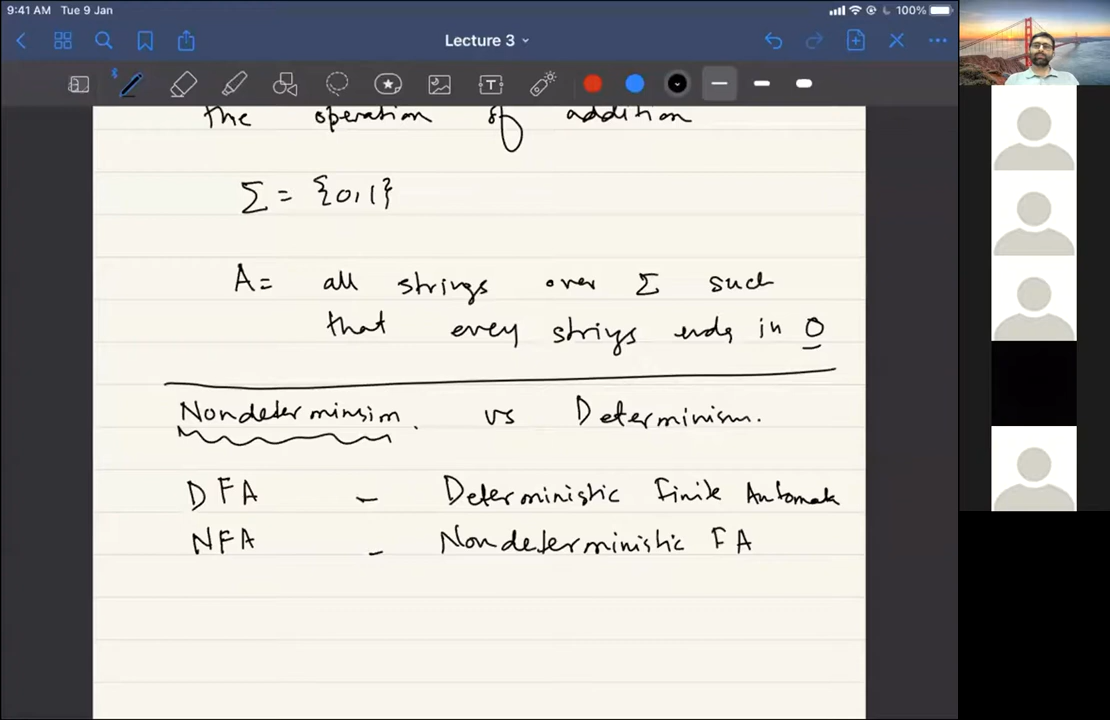 9:41 AM Tue 9 Jan
100%
Lecture 3
T
the operation of addition
Σ = {0,1}
A = all strings over Σ such
that every strings ends in 0
Nondeterminsim. vs Determinism.
DFA - Deterministic Finite Automata
NFA - Nondeterministic FA